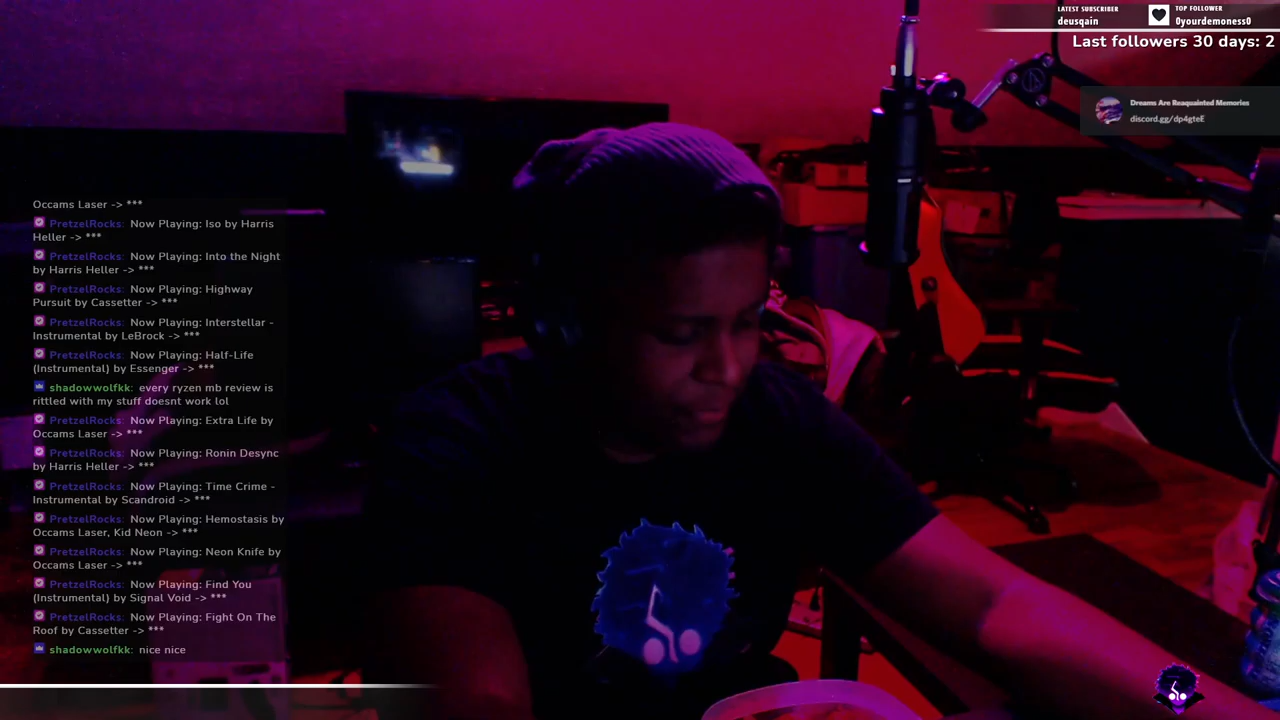 LATEST SUBSCRIBER
deusqain
TOP FOLLOWER
0yourdemoness0
Last followers 30 days: 2
Dreams Are Reaquainted Memories
discord.gg/dp4gteE
Occams Laser -> ***
PretzelRocks: Now Playing: Iso by Harris
Heller -> ***
PretzelRocks: Now Playing: Into the Night
by Harris Heller -> ***
PretzelRocks: Now Playing: Highway
Pursuit by Cassetter -> ***
PretzelRocks: Now Playing: Interstellar -
Instrumental by LeBrock -> ***
PretzelRocks: Now Playing: Half-Life
(Instrumental) by Essenger -> ***
shadowwolfkk: every ryzen mb review is
rittled with my stuff doesnt work lol
PretzelRocks: Now Playing: Extra Life by
Occams Laser -> ***
PretzelRocks: Now Playing: Ronin Desync
by Harris Heller -> ***
PretzelRocks: Now Playing: Time Crime -
Instrumental by Scandroid -> ***
PretzelRocks: Now Playing: Hemostasis by
Occams Laser, Kid Neon -> ***
PretzelRocks: Now Playing: Neon Knife by
Occams Laser -> ***
PretzelRocks: Now Playing: Find You
(Instrumental) by Signal Void -> ***
PretzelRocks: Now Playing: Fight On The
Roof by Cassetter -> ***
shadowwolfkk: nice nice